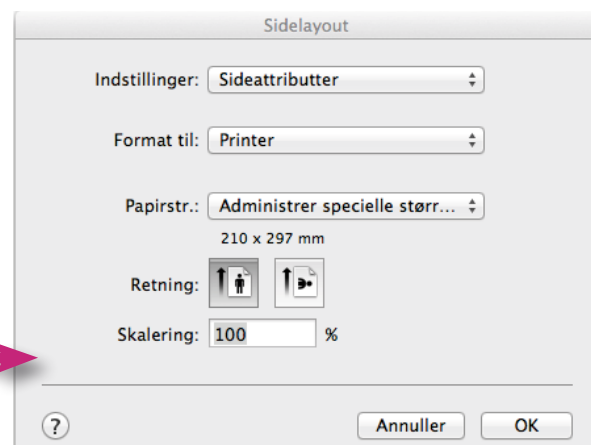 Sidelayout
Indstillinger: Sideattributter
Format til: Printer
Papirstr.: Administrer specielle størr...
210 x 297 mm
Retning:
Skalering: 100 %
? Annuller OK